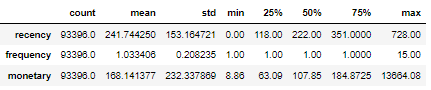 count mean std min 25% 50% 75% max
recency 93396.0 241.744250 153.164721 0.00 118.00 222.00 351.0000 728.00
frequency 93396.0 1.033406 0.208235 1.00 1.00 1.00 1.0000 15.00
monetary 93396.0 168.141377 232.337869 8.86 63.09 107.85 184.8725 13664.08